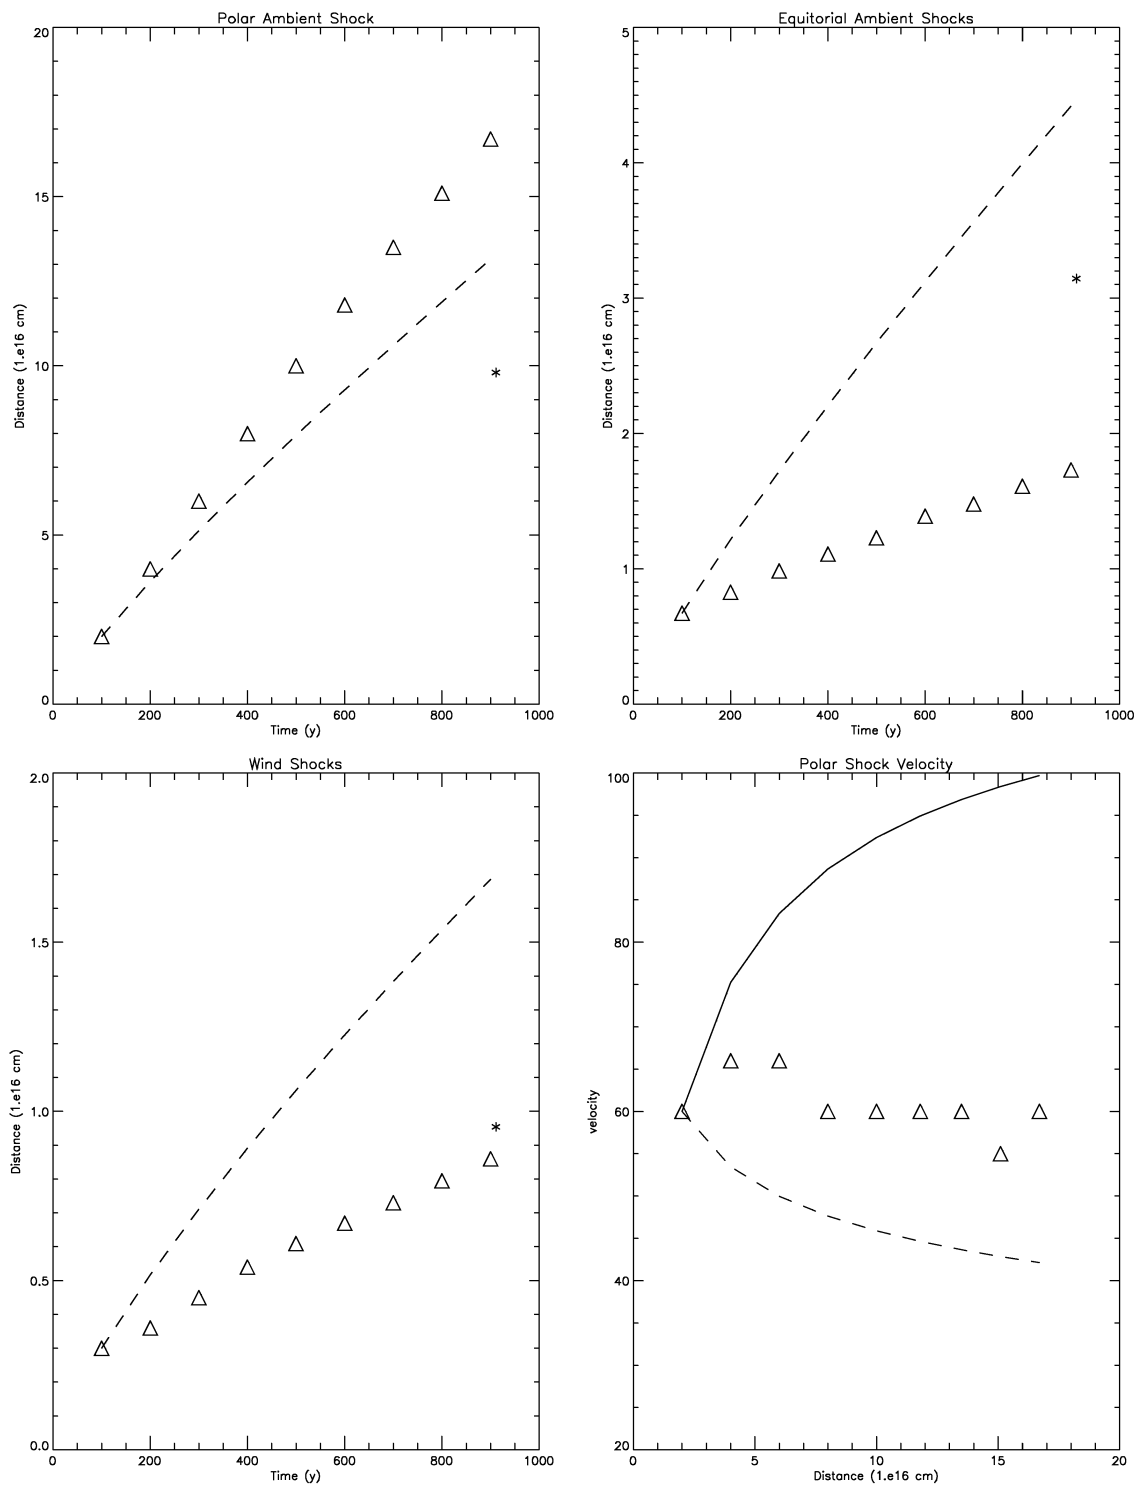 Polar Ambient Shock
20
15
10
5
0
Distance (1.e16 cm)
0 200 400 600 800 1000
Time (y)
Equitorial Ambient Shocks
5
4
3
2
1
0
Distance (1.e16 cm)
0 200 400 600 800 1000
Time (y)
Wind Shocks
2.0
1.5
1.0
0.5
0.0
Distance (1.e16 cm)
0 200 400 600 800 1000
Time (y)
Polar Shock Velocity
100
80
60
40
20
velocity
0 5 10 15 20
Distance (1.e16 cm)